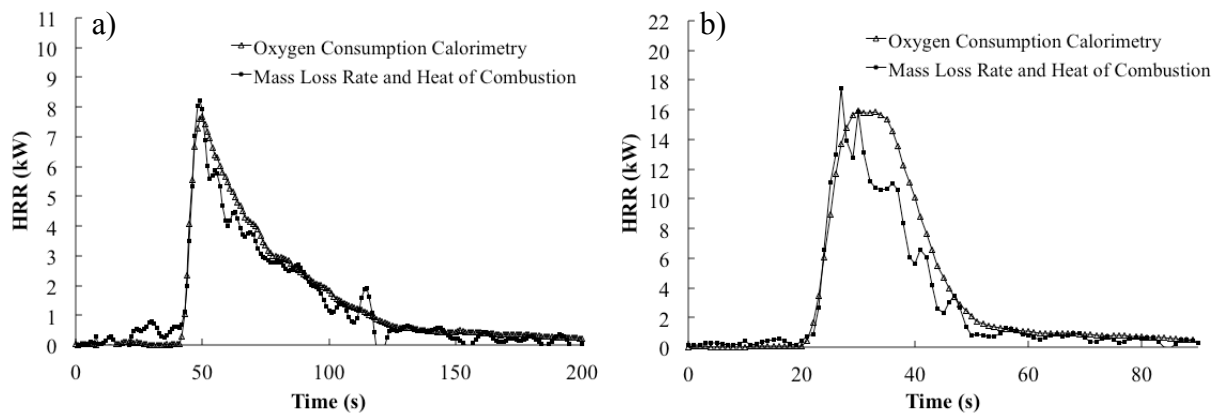 a)
Oxygen Consumption Calorimetry
Mass Loss Rate and Heat of Combustion
HRR (kW)
11
10
9
8
7
6
5
4
3
2
1
0
0 50 100 150 200
Time (s)
b)
Oxygen Consumption Calorimetry
Mass Loss Rate and Heat of Combustion
HRR (kW)
22
20
18
16
14
12
10
8
6
4
2
0
0 20 40 60 80
Time (s)